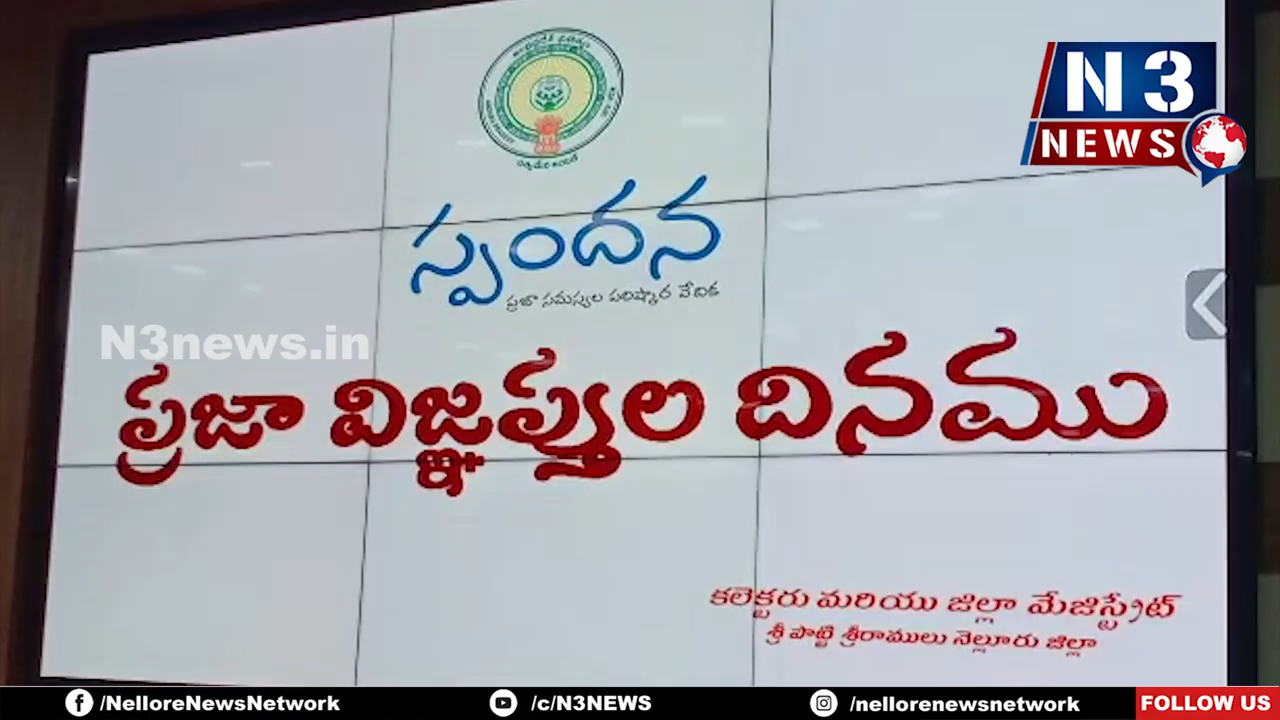 N 3
NEWS
స్పందన
ప్రజా సమస్యల పరిష్కార వేదిక
N3news.in
ప్రజా విజ్ఞప్తుల దినము
కలెక్టరు మరియు జిల్లా మేజిస్ట్రేట్
శ్రీ పొట్టి శ్రీరాములు నెల్లూరు జిల్లా
/NelloreNewsNetwork
/c/N3NEWS
/nellorenewsnetwork
FOLLOW US